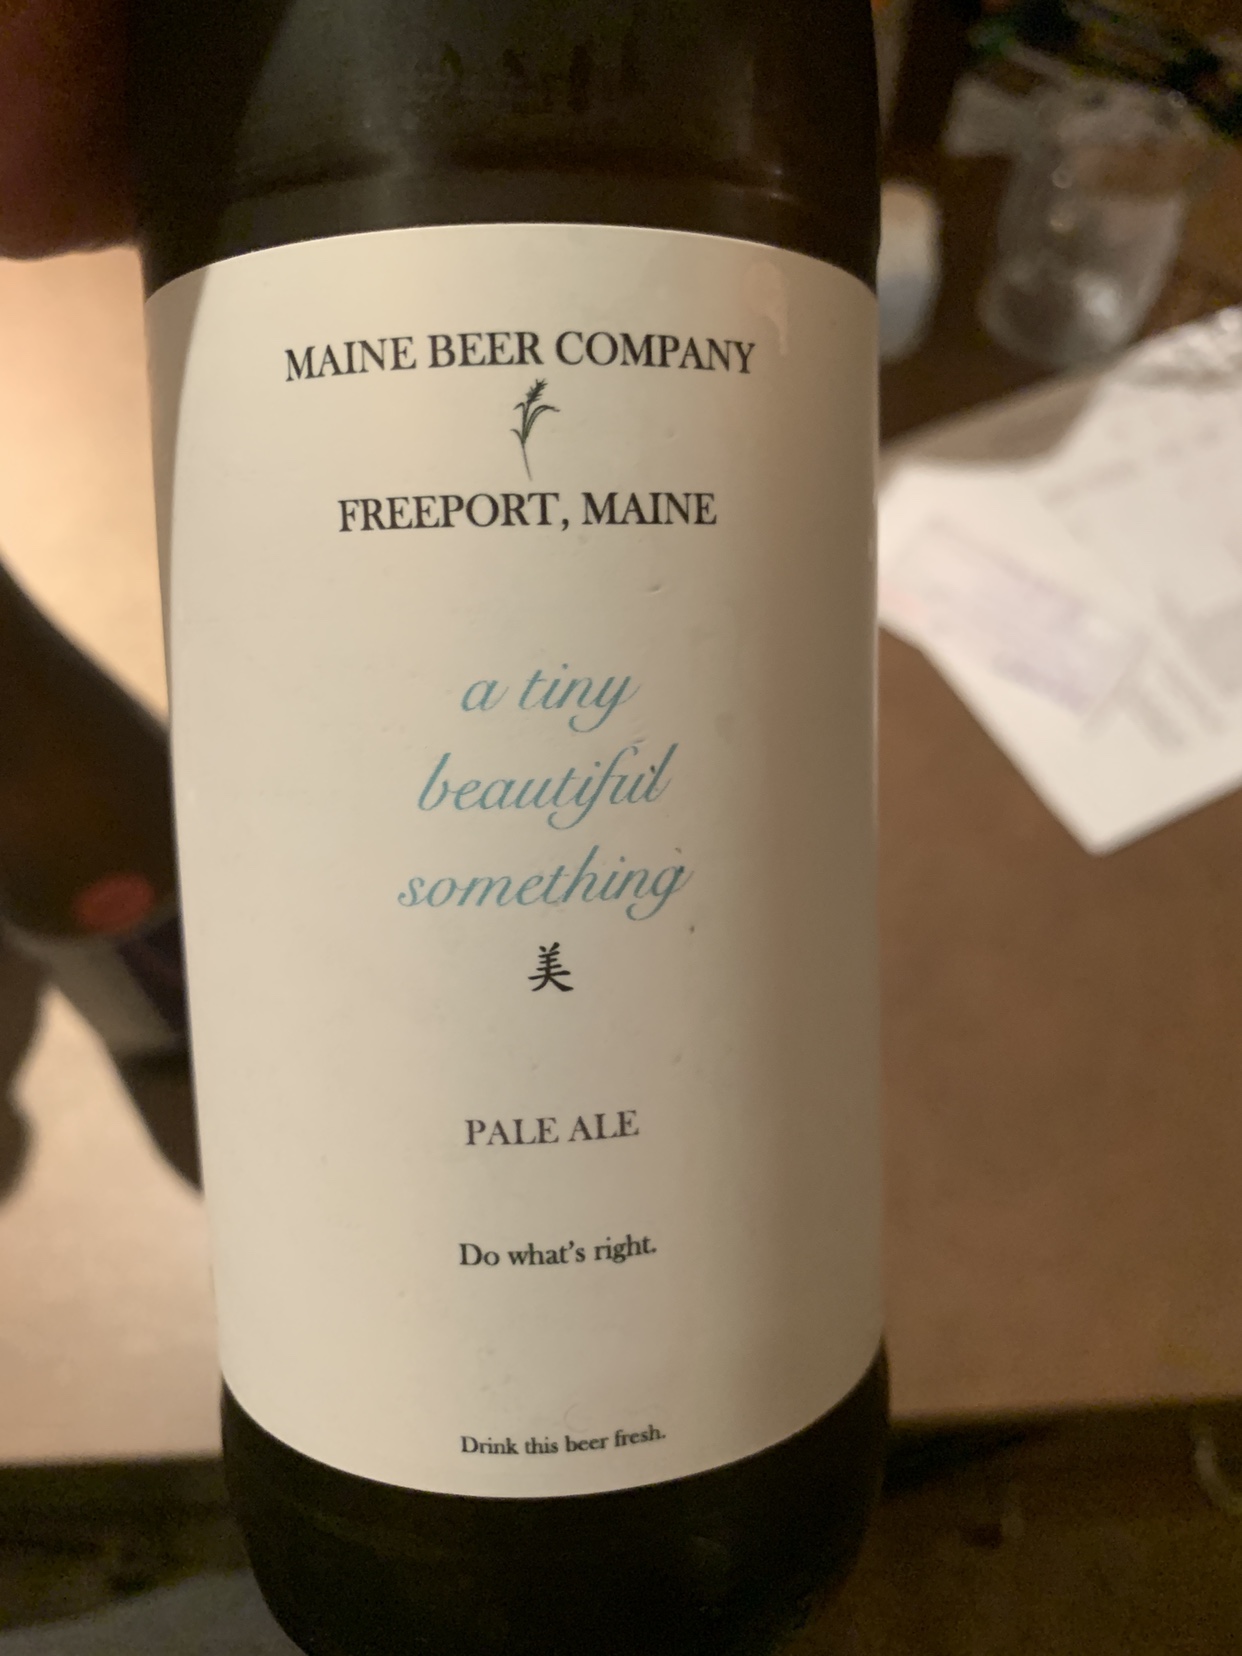 MAINE BEER COMPANY
FREEPORT, MAINE
a tiny
beautiful
something
美
PALE ALE
Do what's right.
Drink this beer fresh.